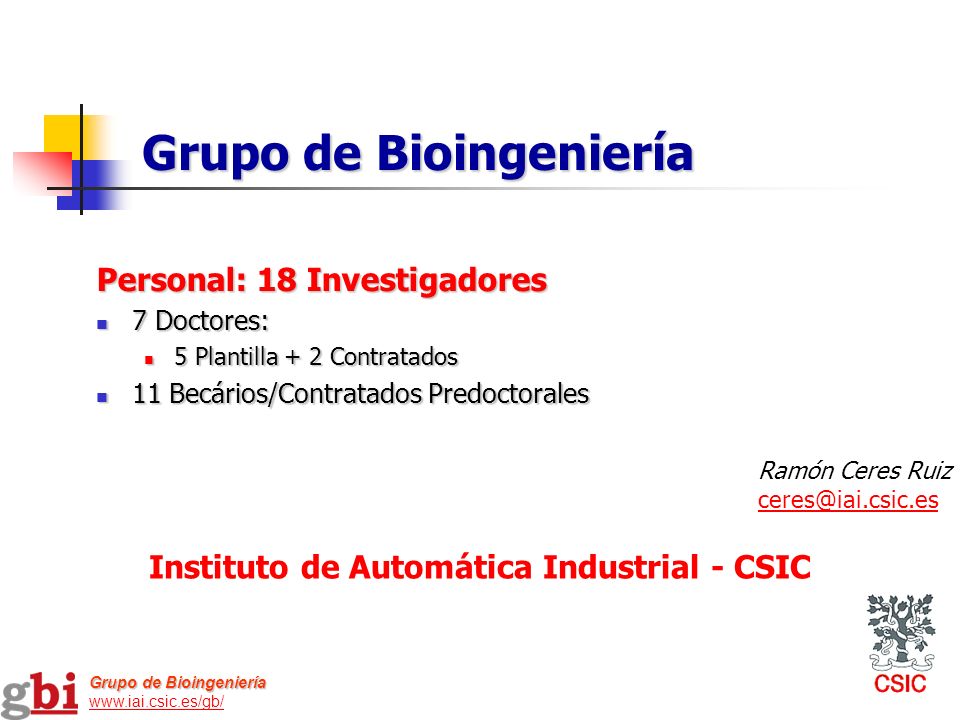 Grupo de Bioingeniería
Personal: 18 Investigadores
7 Doctores:
5 Plantilla + 2 Contratados
11 Becários/Contratados Predoctorales
Ramón Ceres Ruiz
ceres@iai.csic.es
Instituto de Automática Industrial - CSIC
CSIC
gbi
Grupo de Bioingeniería
www.iai.csic.es/gb/